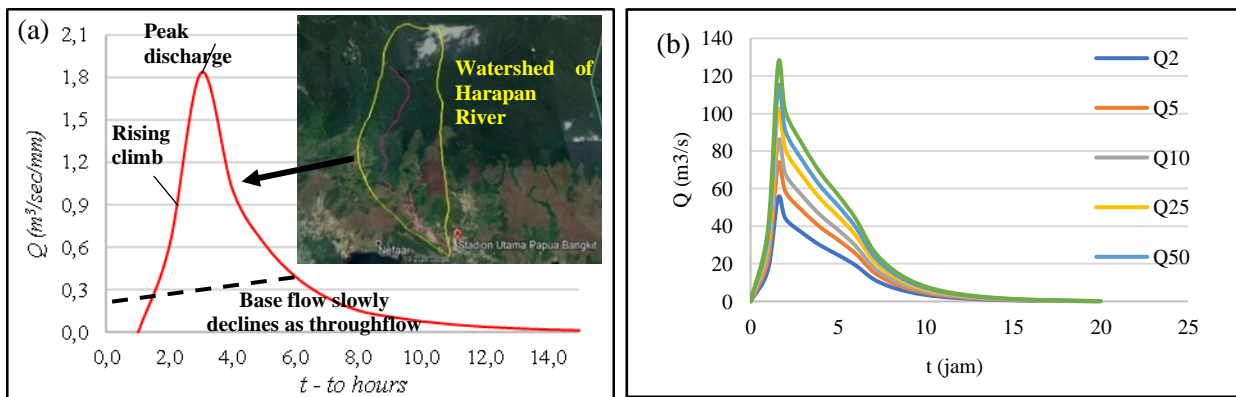 (a)
Peak
discharge
Rising
climb
Watershed of
Harapan
River
Nefaar
Stadion Utama Papua Bangkit
Base flow slowly
declines as throughflow
Q (m³/sec/mm)
2,1
1,8
1,5
1,2
0,9
0,6
0,3
0,0
0,0 2,0 4,0 6,0 8,0 10,0 12,0 14,0
t - to hours
(b)
Q (m3/s)
140
120
100
80
60
40
20
0
0 5 10 15 20 25
t (jam)
Q2
Q5
Q10
Q25
Q50